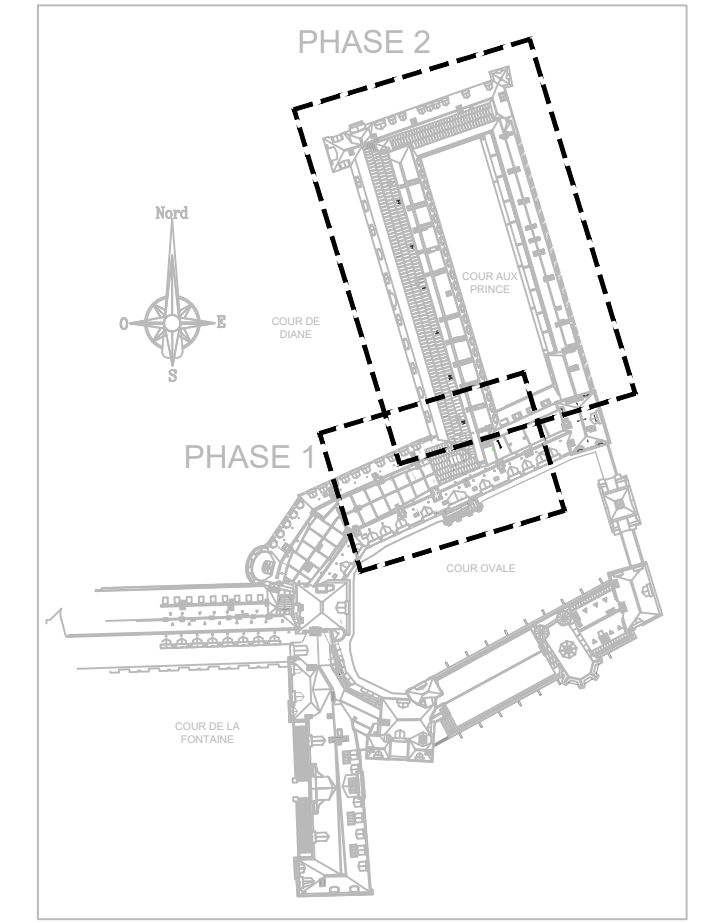 PHASE 2
Nord
COUR AUX
PRINCE
O
E
COUR DE
DIANE
S
PHASE 1
COUR OVALE
COUR DE LA
FONTAINE